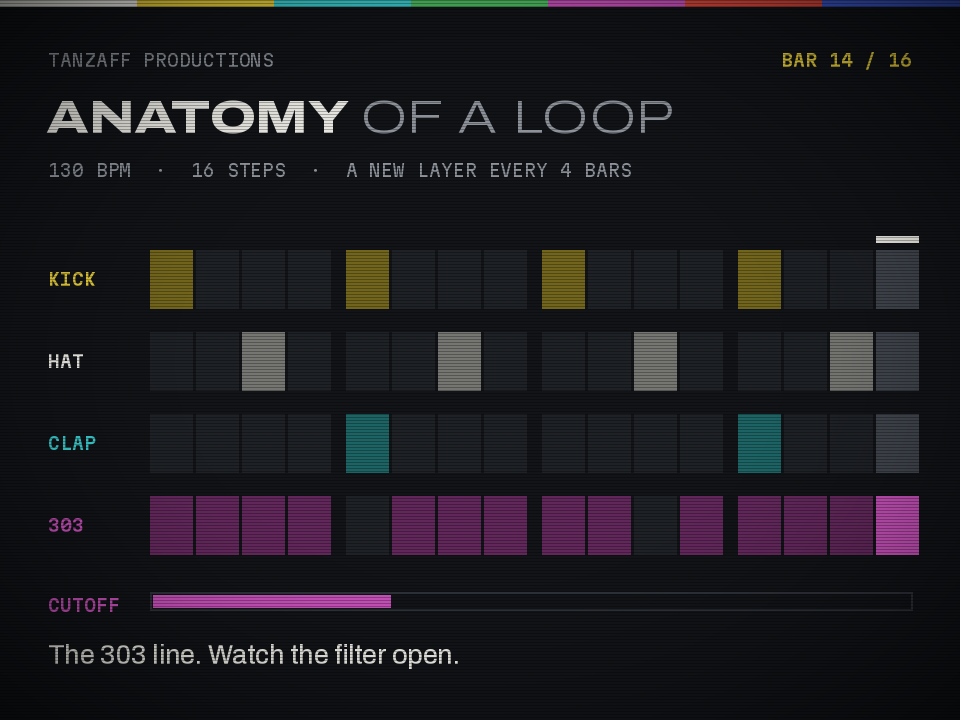 TANZAFF PRODUCTIONS
BAR 14 / 16
ANATOMY OF A LOOP
130 BPM · 16 STEPS · A NEW LAYER EVERY 4 BARS
KICK
HAT
CLAP
303
CUTOFF
The 303 line. Watch the filter open.